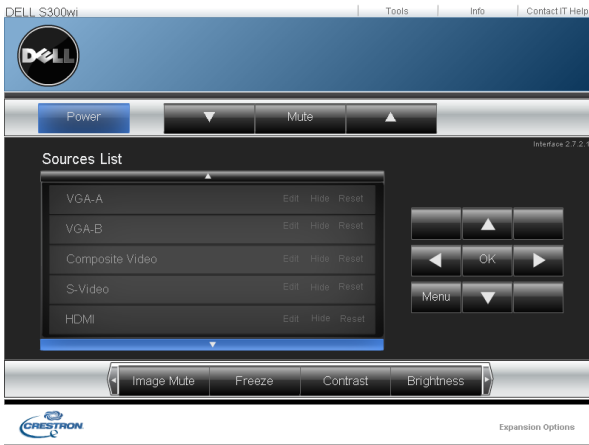 DELL S300wi
Tools
Info
Contact IT Help
DELL
Power
Mute
Interface 2.7.2.1
Sources List
VGA-A Edit Hide Reset
VGA-B Edit Hide Reset
Composite Video Edit Hide Reset
S-Video Edit Hide Reset
HDMI Edit Hide Reset
OK
Menu
Image Mute
Freeze
Contrast
Brightness
CRESTRON
Expansion Options